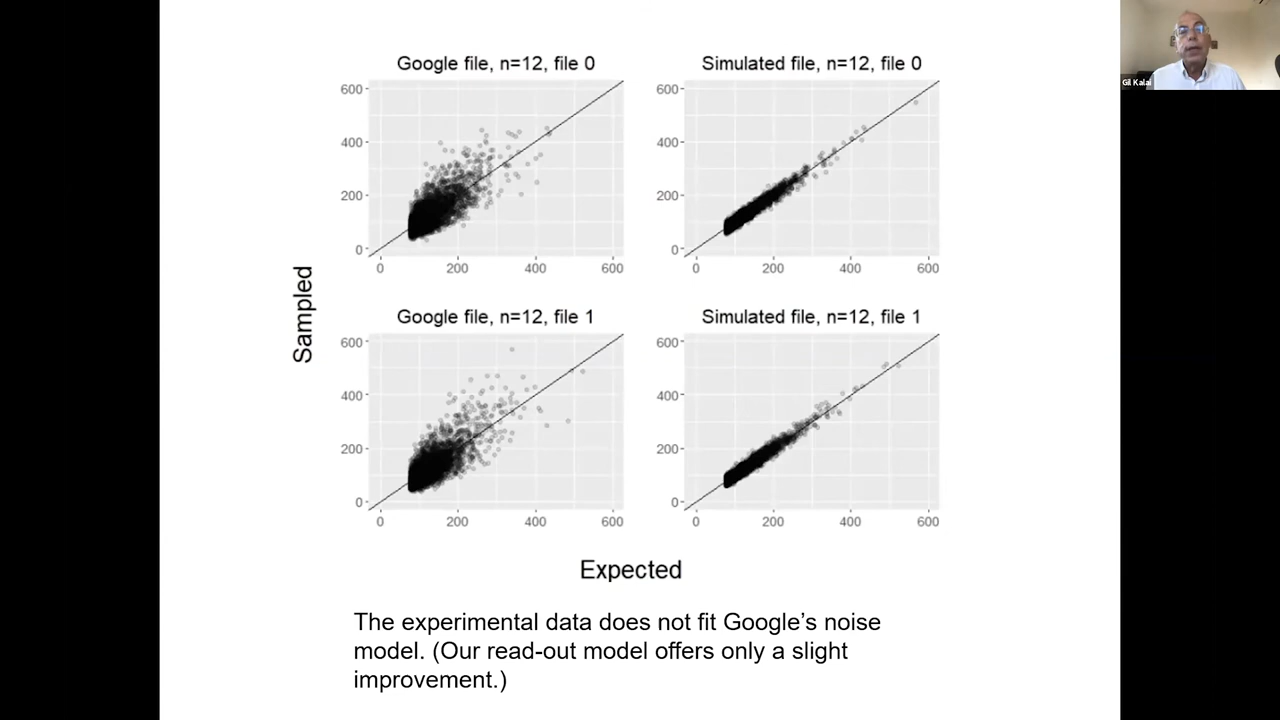 Google file, n=12, file 0
Simulated file, n=12, file 0
600
400
200
0
0 200 400 600
600
400
200
0
0 200 400 600
Google file, n=12, file 1
Simulated file, n=12, file 1
600
400
200
0
0 200 400 600
600
400
200
0
0 200 400 600
Sampled
Expected
The experimental data does not fit Google’s noise
model. (Our read-out model offers only a slight
improvement.)
Gil Kalai